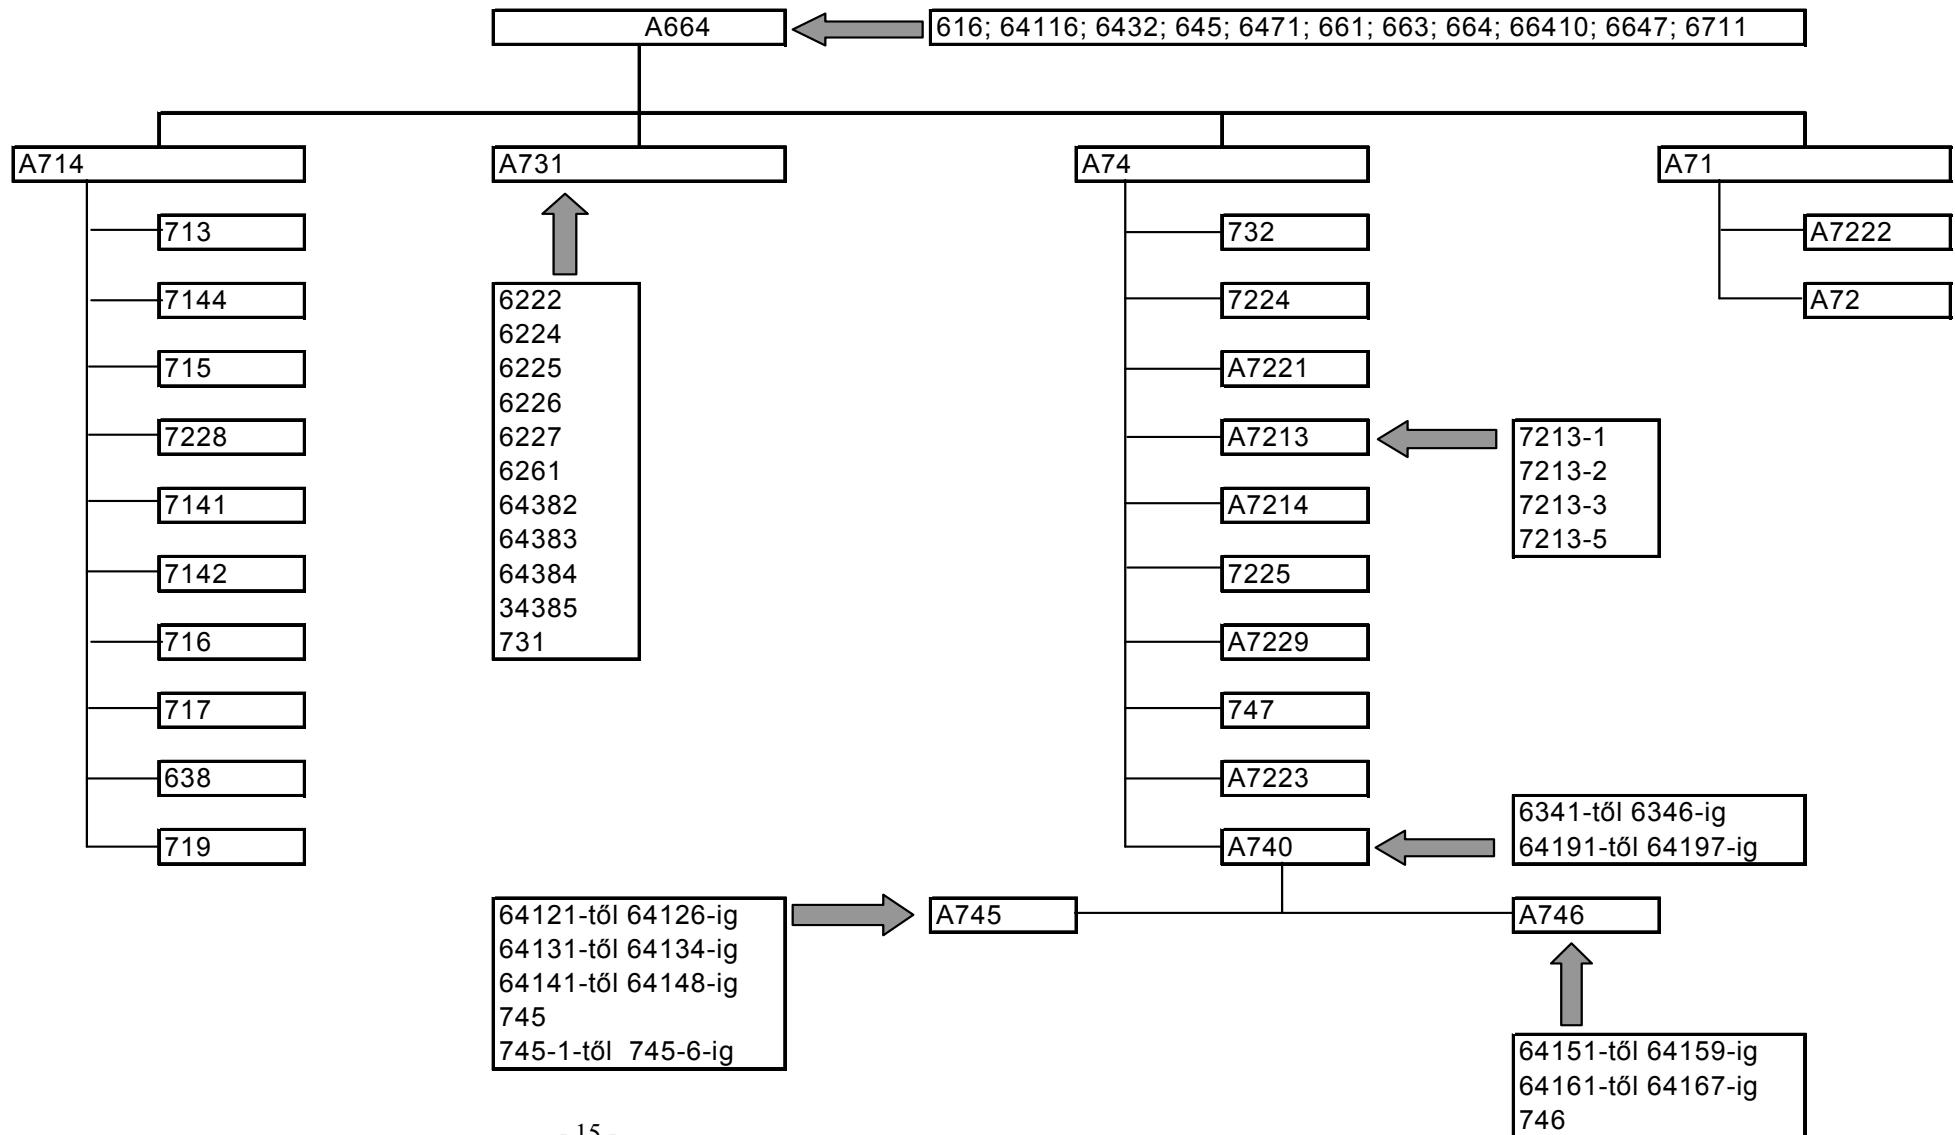 A664
616; 64116; 6432; 645; 6471; 661; 663; 664; 66410; 6647; 6711
A714
713
7144
715
7228
7141
7142
716
717
638
719
A731
6222
6224
6225
6226
6227
6261
64382
64383
64384
34385
731
A74
732
7224
A7221
A7213
7213-1
7213-2
7213-3
7213-5
A7214
7225
A7229
747
A7223
A740
6341-től 6346-ig
64191-től 64197-ig
A71
A7222
A72
64121-től 64126-ig
64131-től 64134-ig
64141-től 64148-ig
745
745-1-től  745-6-ig
A745
A746
64151-től 64159-ig
64161-től 64167-ig
746
- 15 -